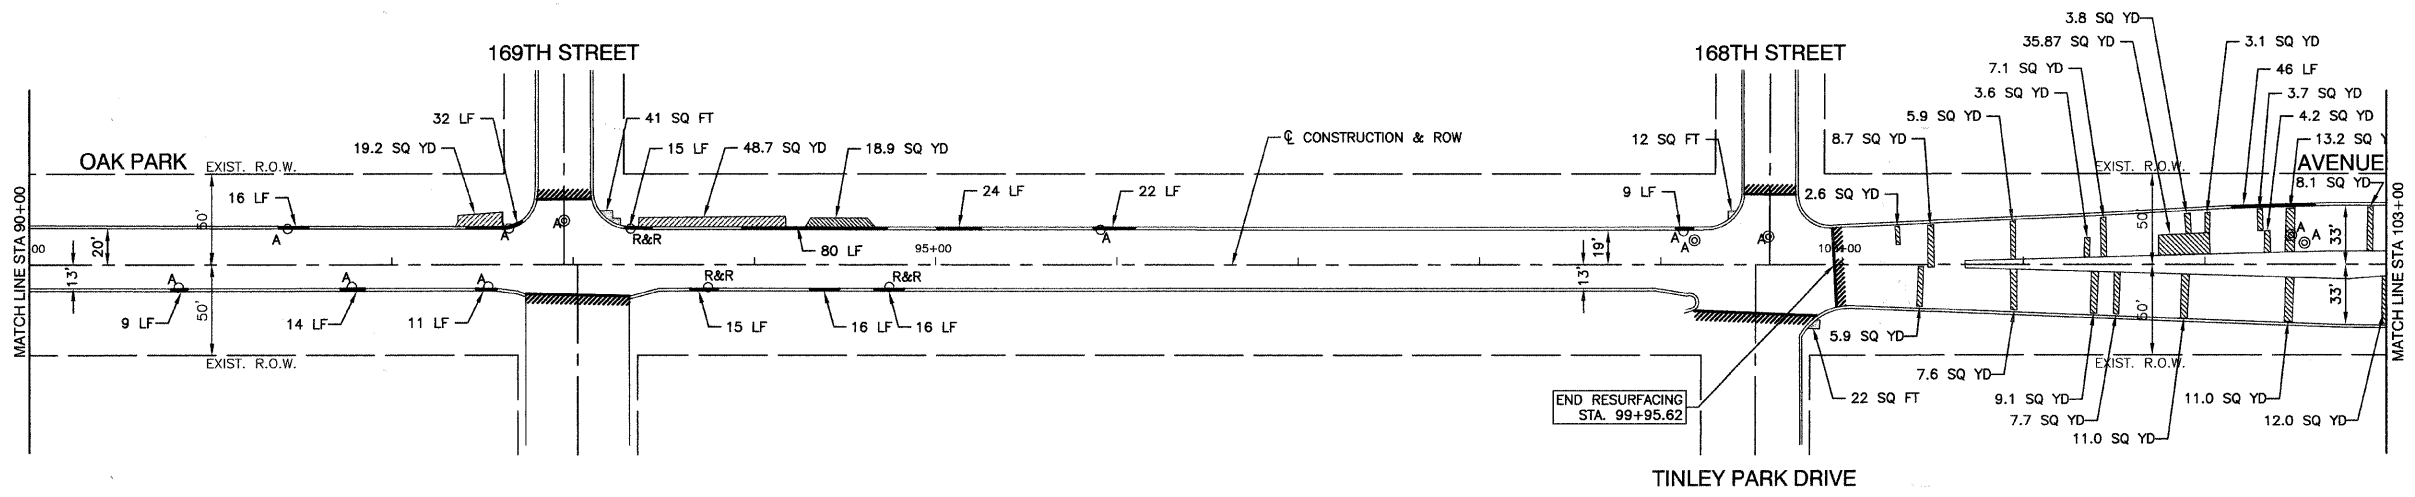 169TH STREET
168TH STREET
3.8 SQ YD
35.87 SQ YD
3.1 SQ YD
7.1 SQ YD
46 LF
3.6 SQ YD
3.7 SQ YD
5.9 SQ YD
4.2 SQ YD
32 LF
41 SQ FT
℄ CONSTRUCTION & ROW
12 SQ FT
8.7 SQ YD
13.2 SQ Y
19.2 SQ YD
15 LF
48.7 SQ YD
18.9 SQ YD
OAK PARK
EXIST. R.O.W.
EXIST. R.O.W.
AVENUE
8.1 SQ YD
16 LF
24 LF
22 LF
9 LF
2.6 SQ YD
50'
50'
A
A
A
R&R
A
A
A
A
A
00
20'
80 LF
95+00
19'
33'
MATCH LINE STA 90+00
MATCH LINE STA 103+00
13'
A
A
A
R&R
R&R
13'
33'
50'
50'
9 LF
14 LF
11 LF
15 LF
16 LF
16 LF
5.9 SQ YD
EXIST. R.O.W.
EXIST. R.O.W.
7.6 SQ YD
END RESURFACING
STA. 99+95.62
22 SQ FT
9.1 SQ YD
11.0 SQ YD
7.7 SQ YD
12.0 SQ YD
11.0 SQ YD
TINLEY PARK DRIVE